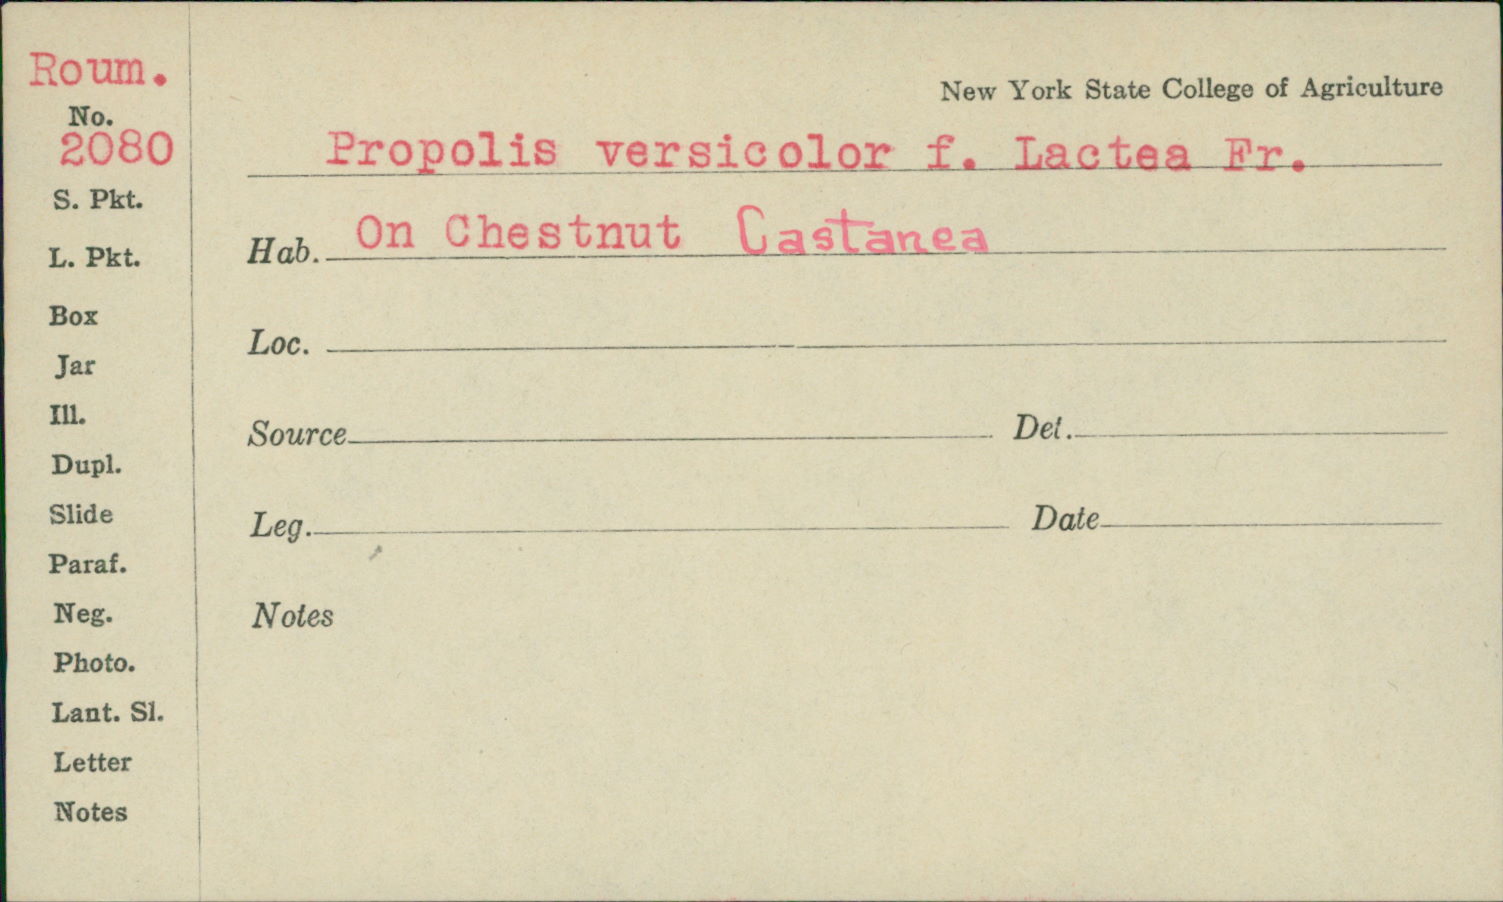 Roum.
No.
2080
S. Pkt.
L. Pkt.
Box
Jar
Ill.
Dupl.
Slide
Paraf.
Neg.
Photo.
Lant. Sl.
Letter
Notes
New York State College of Agriculture
Propolis versicolor f. Lactea Fr.
Hab. On Chestnut Castanea
Loc.
Source Det.
Leg. Date
Notes